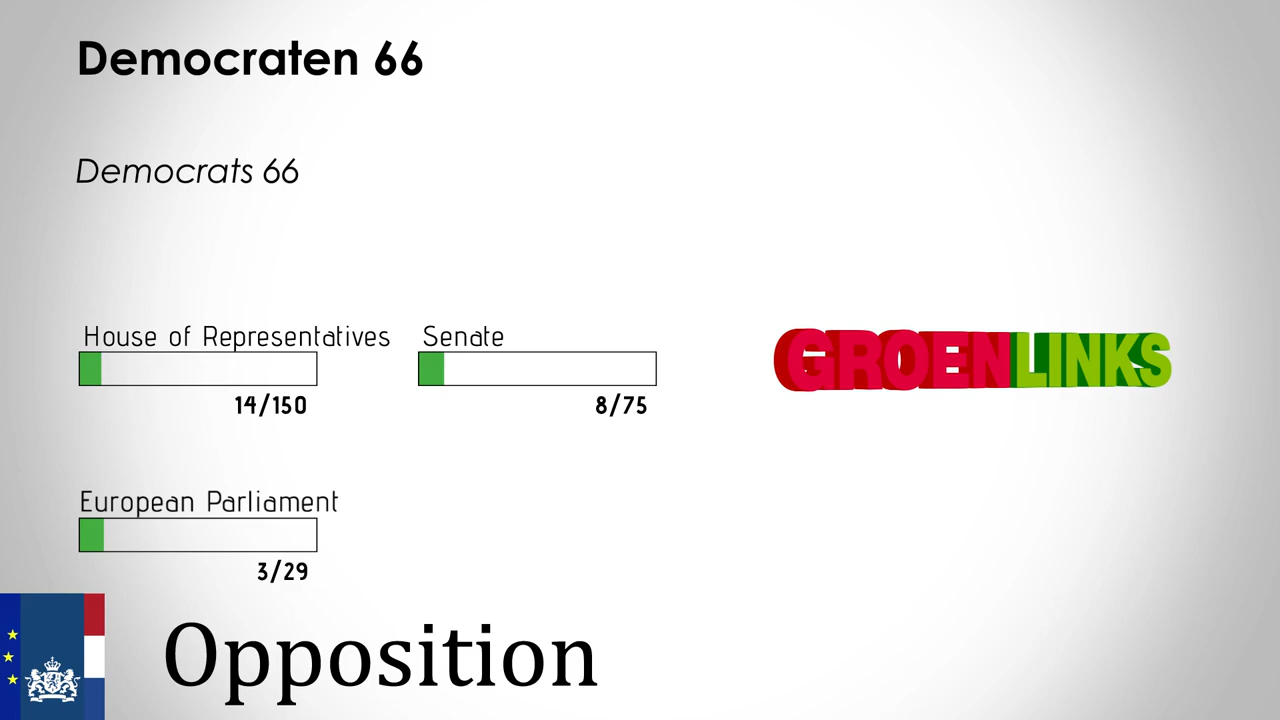 Democraten 66
Democrats 66
House of Representatives
14/150
Senate
8/75
GROENLINKS
European Parliament
3/29
Opposition